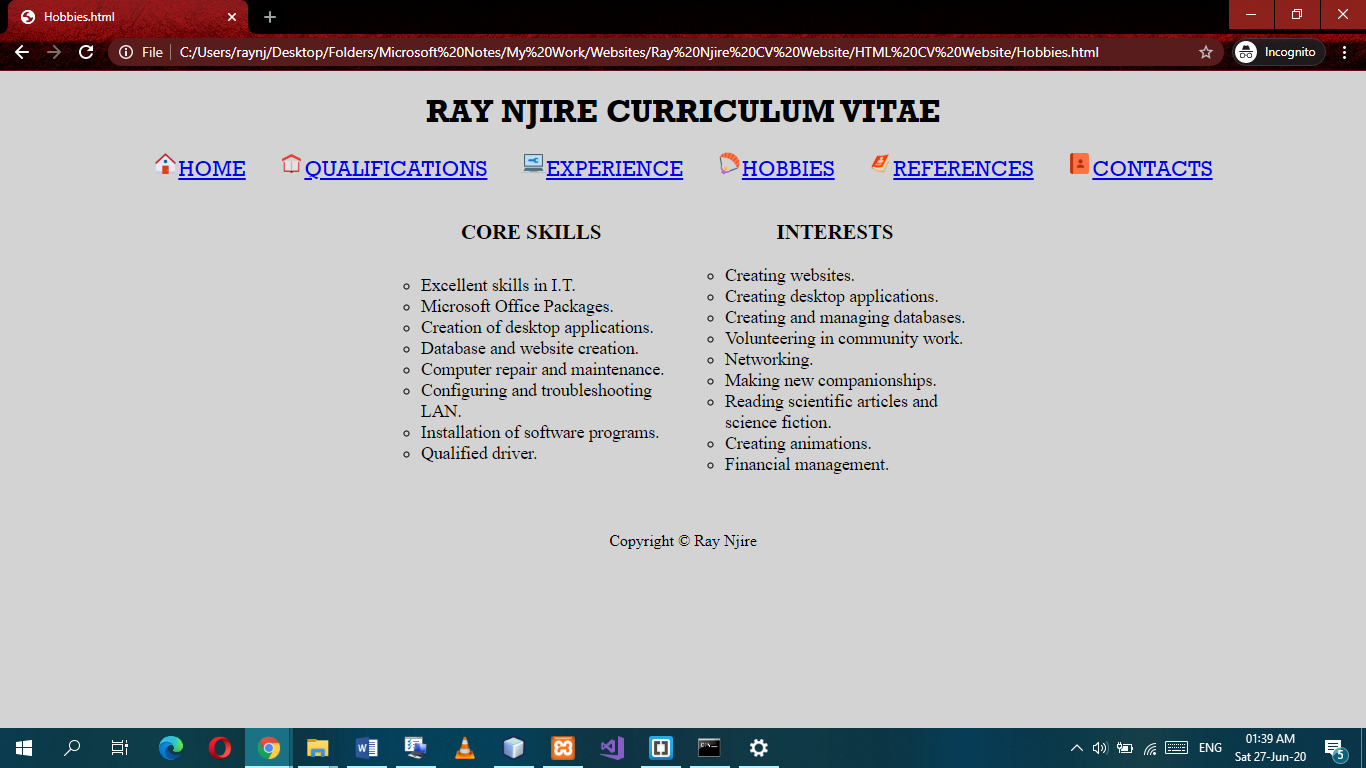 Hobbies.html
File
C:/Users/raynj/Desktop/Folders/Microsoft%20Notes/My%20Work/Websites/Ray%20Njire%20CV%20Website/HTML%20CV%20Website/Hobbies.html
Incognito
RAY NJIRE CURRICULUM VITAE
HOME QUALIFICATIONS EXPERIENCE HOBBIES REFERENCES CONTACTS
CORE SKILLS
Excellent skills in I.T.
Microsoft Office Packages.
Creation of desktop applications.
Database and website creation.
Computer repair and maintenance.
Configuring and troubleshooting
LAN.
Installation of software programs.
Qualified driver.
INTERESTS
Creating websites.
Creating desktop applications.
Creating and managing databases.
Volunteering in community work.
Networking.
Making new companionships.
Reading scientific articles and
science fiction.
Creating animations.
Financial management.
Copyright © Ray Njire
ENG
01:39 AM
Sat 27-Jun-20
5